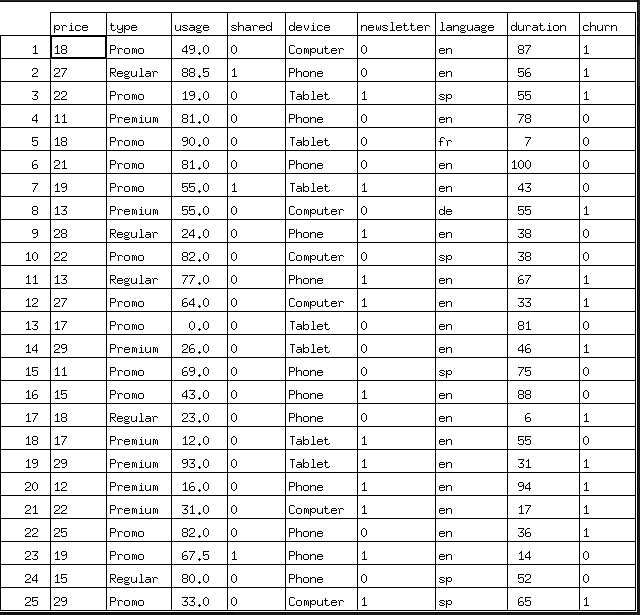 price type usage shared device newsletter language duration churn
1 18 Promo 49.0 0 Computer 0 en 87 1
2 27 Regular 88.5 1 Phone 0 en 56 1
3 22 Promo 19.0 0 Tablet 1 sp 55 1
4 11 Premium 81.0 0 Phone 0 en 78 0
5 18 Promo 90.0 0 Tablet 0 fr 7 0
6 21 Promo 81.0 0 Phone 0 en 100 0
7 19 Promo 55.0 1 Tablet 1 en 43 0
8 13 Premium 55.0 0 Computer 0 de 55 1
9 28 Regular 24.0 0 Phone 1 en 38 0
10 22 Promo 82.0 0 Computer 0 sp 38 0
11 13 Regular 77.0 0 Phone 1 en 67 1
12 27 Promo 64.0 0 Computer 1 en 33 1
13 17 Promo 0.0 0 Tablet 0 en 81 0
14 29 Premium 26.0 0 Tablet 0 en 46 1
15 11 Promo 69.0 0 Phone 0 sp 75 0
16 15 Promo 43.0 0 Phone 1 en 88 0
17 18 Regular 23.0 0 Phone 0 en 6 1
18 17 Premium 12.0 0 Tablet 1 en 55 0
19 29 Premium 93.0 0 Tablet 1 en 31 1
20 12 Premium 16.0 0 Phone 1 en 94 1
21 22 Premium 31.0 0 Computer 1 en 17 1
22 25 Promo 82.0 0 Phone 0 en 36 1
23 19 Promo 67.5 1 Phone 1 en 14 0
24 15 Regular 80.0 0 Phone 0 sp 52 0
25 29 Promo 33.0 0 Computer 1 sp 65 1